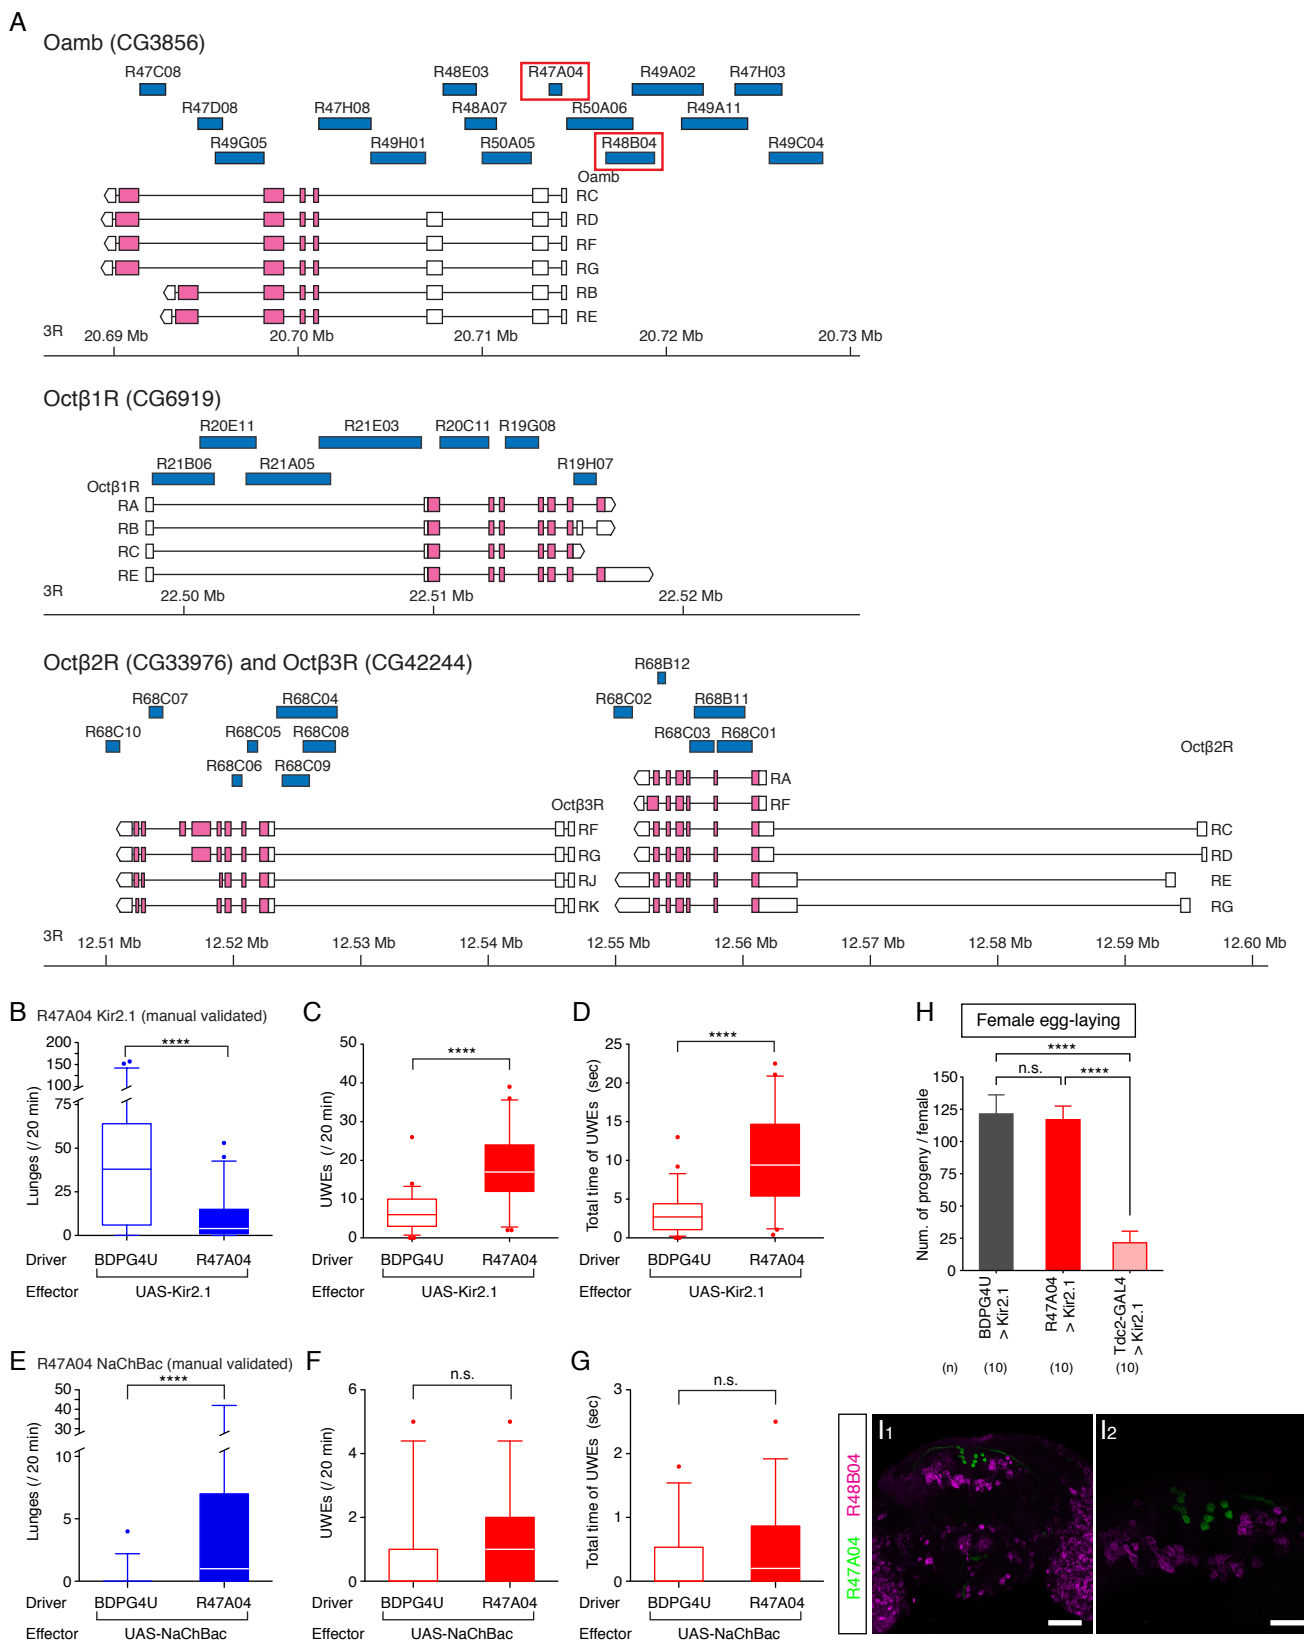 A
Oamb (CG3856)
R47C08 R48E03 R47A04 R49A02 R47H03
R47D08 R47H08 R48A07 R50A06 R49A11
R49G05 R49H01 R50A05 R48B04 R49C04
Oamb
RC
RD
RF
RG
RB
RE
3R 20.69 Mb 20.70 Mb 20.71 Mb 20.72 Mb 20.73 Mb
Octβ1R (CG6919)
R20E11 R21E03 R20C11 R19G08
R21B06 R21A05 R19H07
Octβ1R
RA
RB
RC
RE
3R 22.50 Mb 22.51 Mb 22.52 Mb
Octβ2R (CG33976) and Octβ3R (CG42244)
R68B12
R68C07 R68C04 R68C02 R68B11
R68C10 R68C05 R68C08 R68C03 R68C01 Octβ2R
R68C06 R68C09
RA
Octβ3R RF
RF RC
RG RD
RJ RE
RK RG
3R 12.51 Mb 12.52 Mb 12.53 Mb 12.54 Mb 12.55 Mb 12.56 Mb 12.57 Mb 12.58 Mb 12.59 Mb 12.60 Mb
B R47A04 Kir2.1 (manual validated)
Lunges (/ 20 min)
200
150
100
75
50
25
0
****
Driver BDPG4U R47A04
Effector UAS-Kir2.1
C
UWEs (/ 20 min)
50
40
30
20
10
0
****
BDPG4U R47A04
UAS-Kir2.1
D
Total time of UWEs (sec)
25
20
15
10
5
0
****
BDPG4U R47A04
UAS-Kir2.1
H Female egg-laying
Num. of progeny / female
150
125
100
75
50
25
0
****
n.s. ****
BDPG4U > Kir2.1
R47A04 > Kir2.1
Tdc2-GAL4 > Kir2.1
(n) (10) (10) (10)
E R47A04 NaChBac (manual validated)
Lunges (/ 20 min)
50
40
30
10
5
0
****
Driver BDPG4U R47A04
Effector UAS-NaChBac
F
UWEs (/ 20 min)
6
4
2
0
n.s.
BDPG4U R47A04
UAS-NaChBac
G
Total time of UWEs (sec)
3
2
1
0
n.s.
BDPG4U R47A04
UAS-NaChBac
R47A04 R48B04
I1
I2